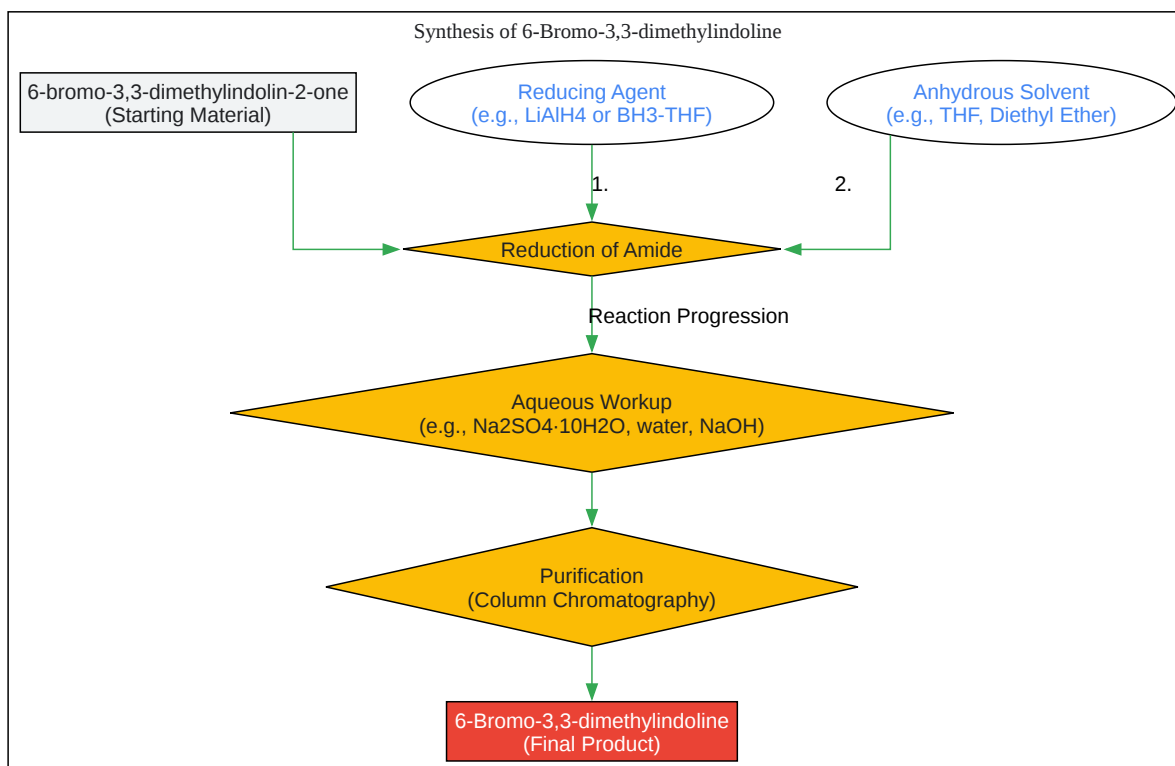 Synthesis of 6-Bromo-3,3-dimethylindoline
6-bromo-3,3-dimethylindolin-2-one
(Starting Material)
Reducing Agent
(e.g., LiAlH4 or BH3-THF)
Anhydrous Solvent
(e.g., THF, Diethyl Ether)
1.
2.
Reduction of Amide
Reaction Progression
Aqueous Workup
(e.g., Na2SO4·10H2O, water, NaOH)
Purification
(Column Chromatography)
6-Bromo-3,3-dimethylindoline
(Final Product)